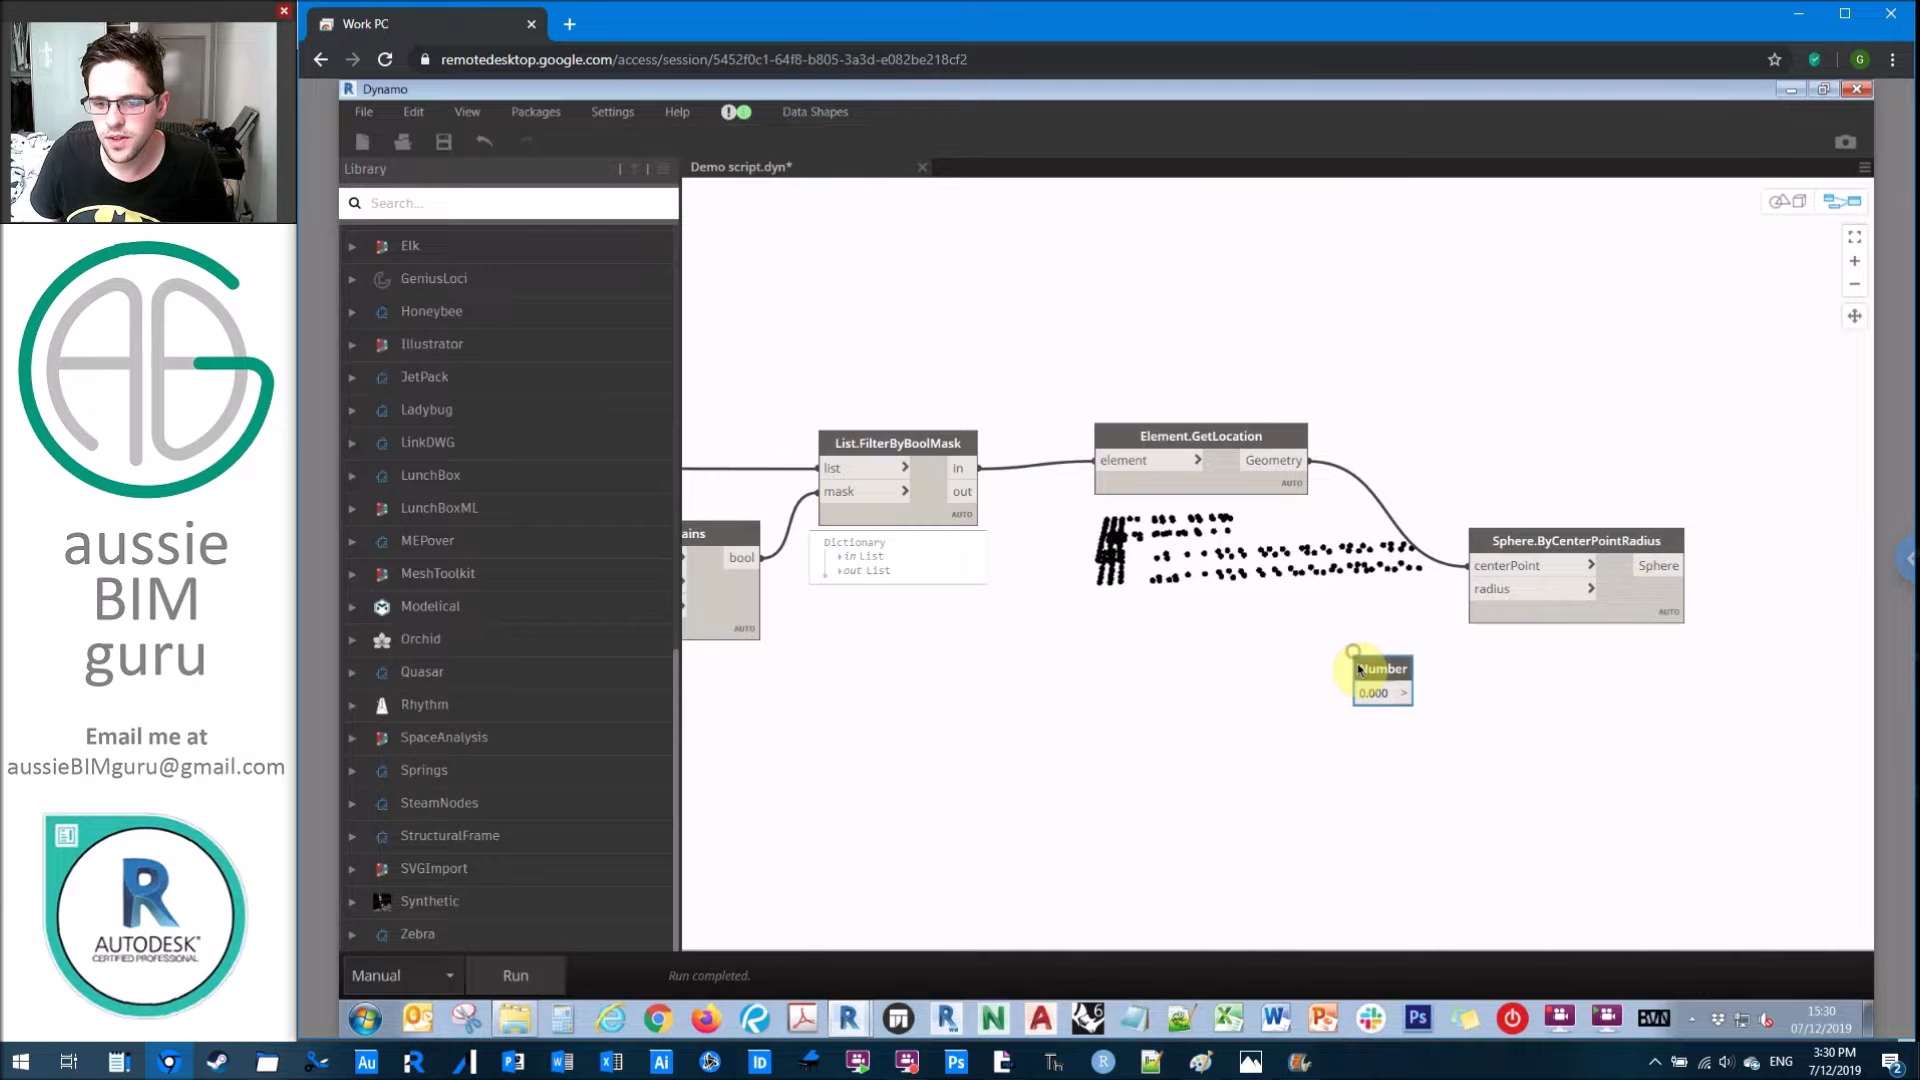 Work PC
remotedesktop.google.com/access/session/5452f0c1-64f8-b805-3a3d-e082be218cf2
G
Dynamo
File Edit View Packages Settings Help Data Shapes
Library
Demo script.dyn*
Search...
Elk
GeniusLoci
Honeybee
Illustrator
JetPack
Ladybug
LinkDWG
LunchBox
LunchBoxML
MEPover
MeshToolkit
Modelical
Orchid
Quasar
Rhythm
SpaceAnalysis
Springs
SteamNodes
StructuralFrame
SVGImport
Synthetic
Zebra
ains
bool
AUTO
List.FilterByBoolMask
list > in
mask > out
AUTO
Dictionary
in List
out List
Element.GetLocation
element > Geometry
AUTO
Sphere.ByCenterPointRadius
centerPoint > Sphere
radius >
AUTO
Number
0.000 >
Manual Run Run completed.
aussie
BIM
guru
Email me at
aussieBIMguru@gmail.com
R
AUTODESK
CERTIFIED PROFESSIONAL
BVN
15:30
07/12/2019
ENG
3:30 PM
7/12/2019
2